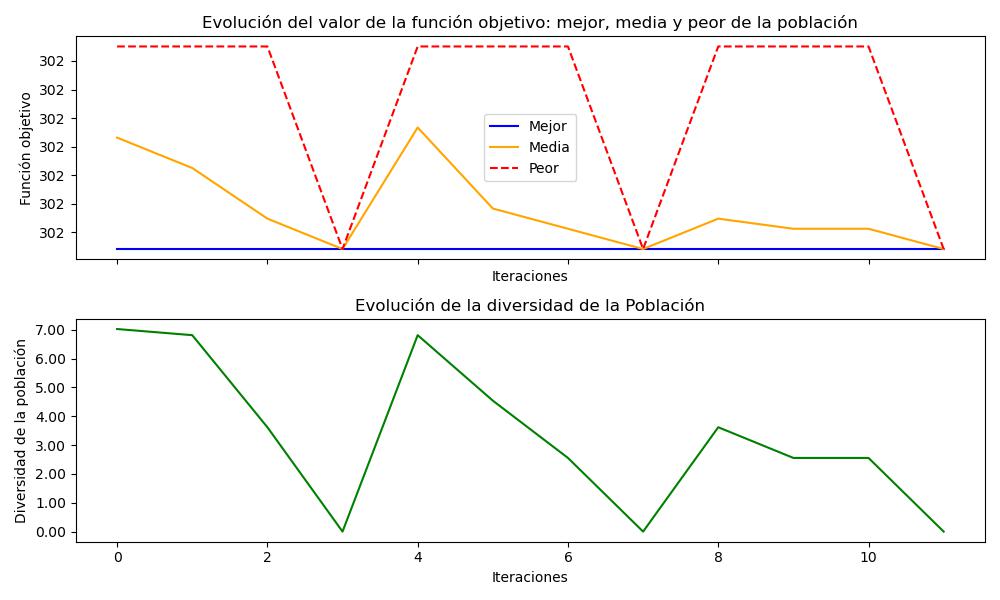 Evolución del valor de la función objetivo: mejor, media y peor de la población
302
302
302
302
302
302
302
Función objetivo
Mejor
Media
Peor
Iteraciones
Evolución de la diversidad de la Población
7.00
6.00
5.00
4.00
3.00
2.00
1.00
0.00
Diversidad de la población
0 2 4 6 8 10
Iteraciones